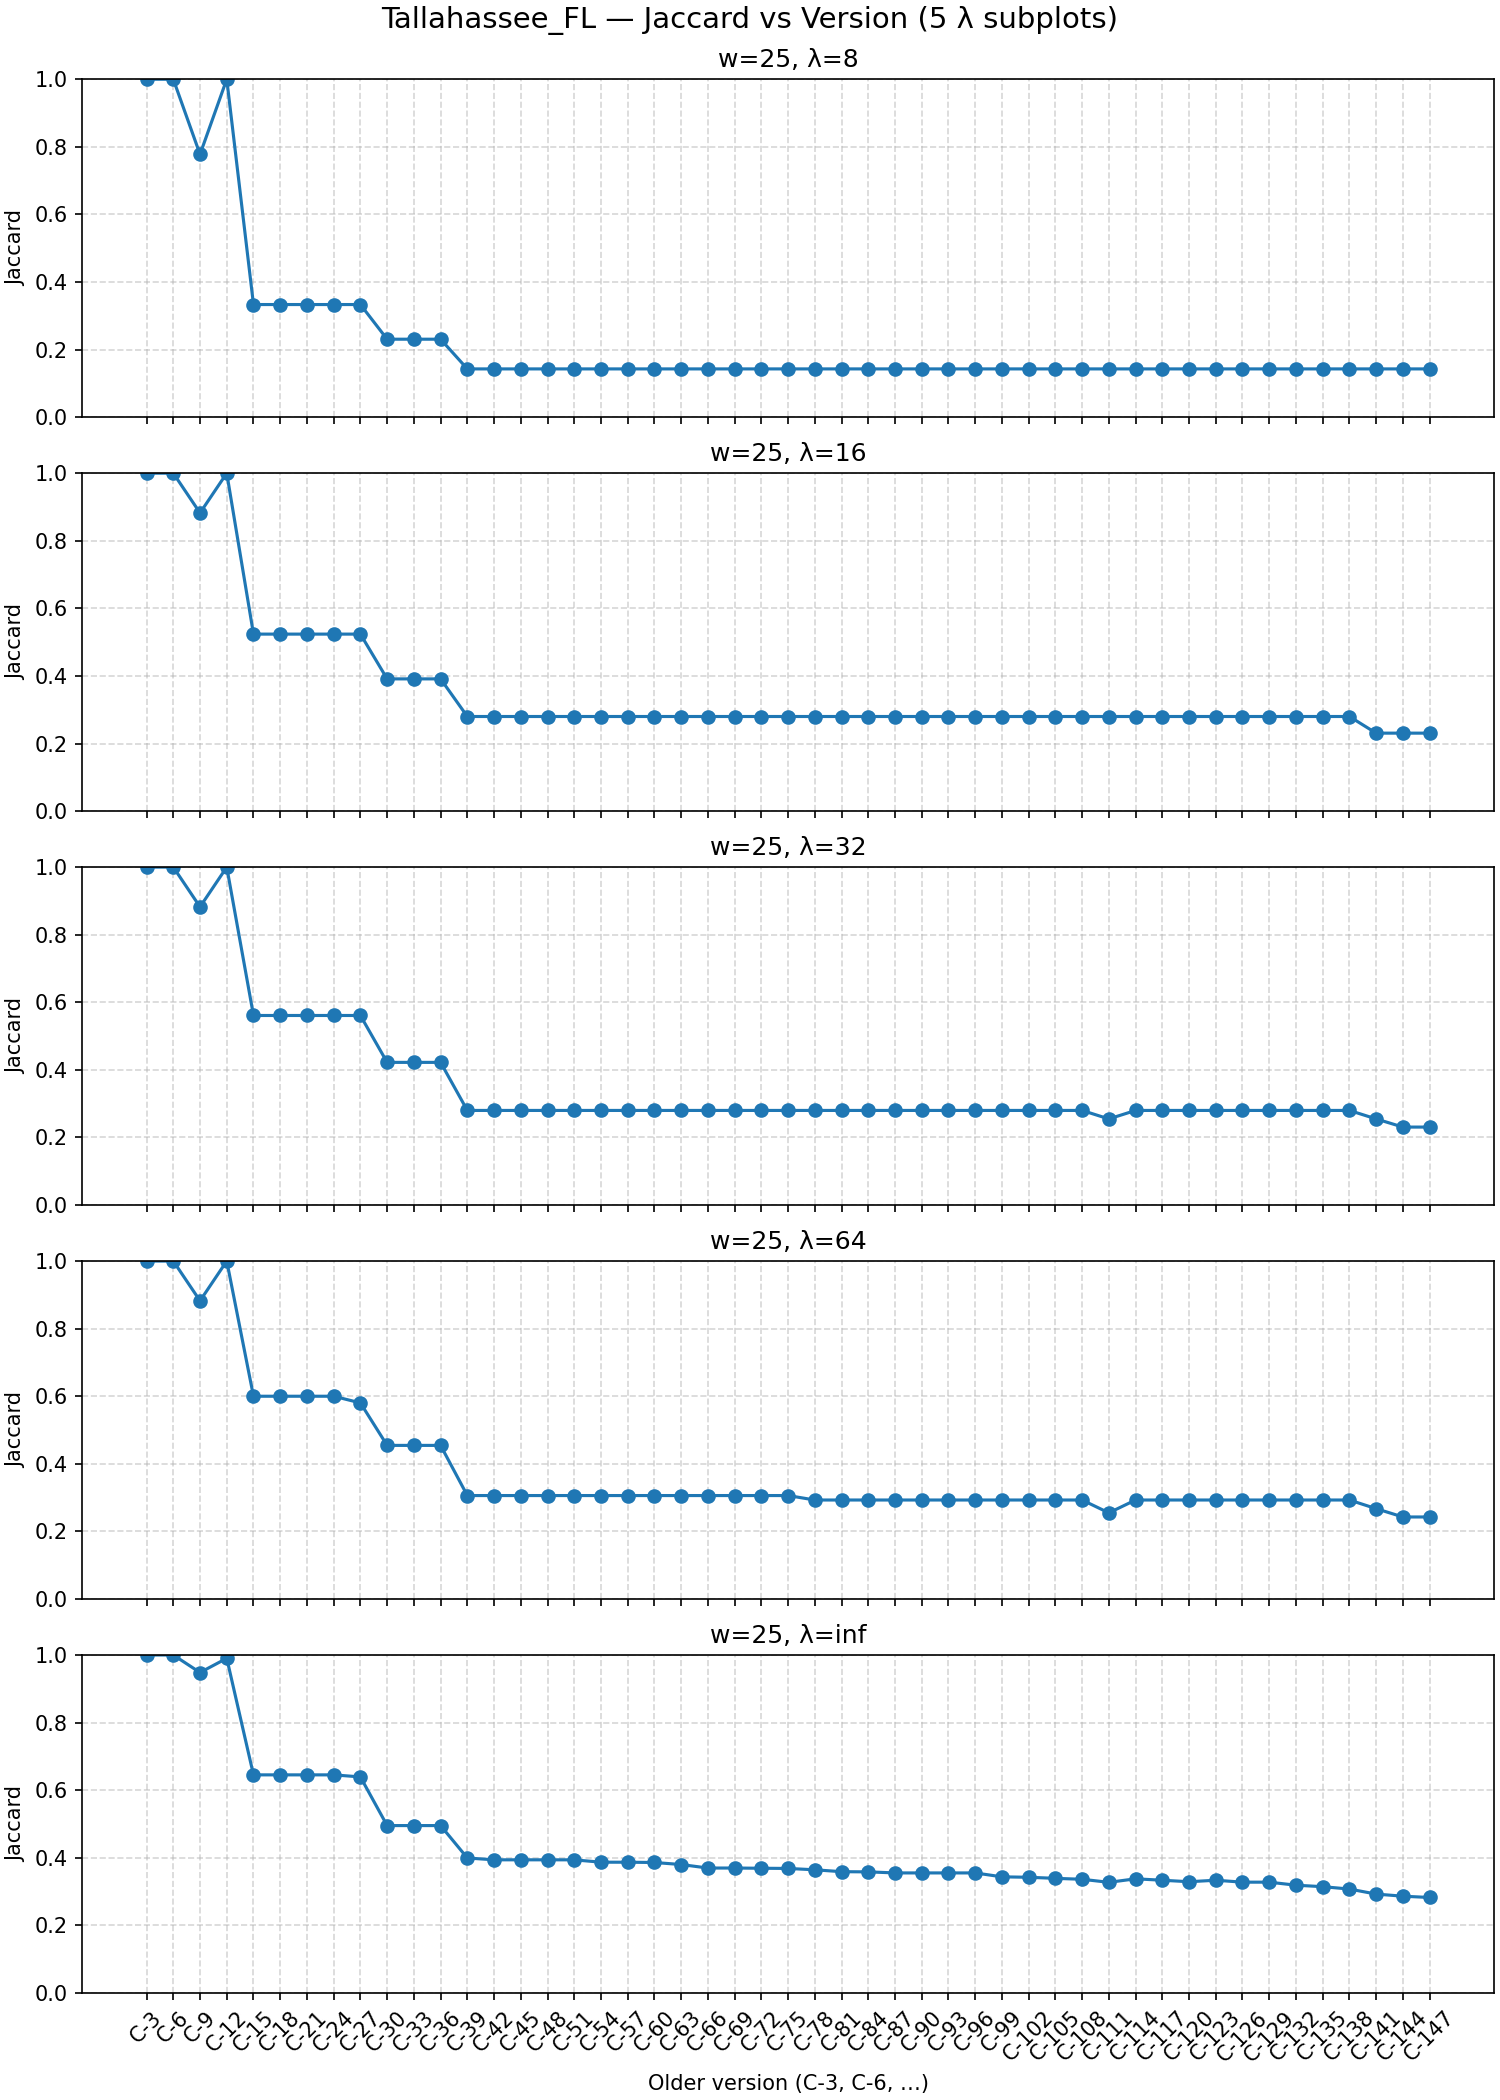 Tallahassee_FL — Jaccard vs Version (5 λ subplots)
w=25, λ=8
1.0
0.8
0.6
0.4
0.2
0.0
Jaccard
w=25, λ=16
1.0
0.8
0.6
0.4
0.2
0.0
Jaccard
w=25, λ=32
1.0
0.8
0.6
0.4
0.2
0.0
Jaccard
w=25, λ=64
1.0
0.8
0.6
0.4
0.2
0.0
Jaccard
w=25, λ=inf
1.0
0.8
0.6
0.4
0.2
0.0
Jaccard
C-3
C-6
C-9
C-12
C-15
C-18
C-21
C-24
C-27
C-30
C-33
C-36
C-39
C-42
C-45
C-48
C-51
C-54
C-57
C-60
C-63
C-66
C-69
C-72
C-75
C-78
C-81
C-84
C-87
C-90
C-93
C-96
C-99
C-102
C-105
C-108
C-111
C-114
C-117
C-120
C-123
C-126
C-129
C-132
C-135
C-138
C-141
C-144
C-147
Older version (C-3, C-6, ...)